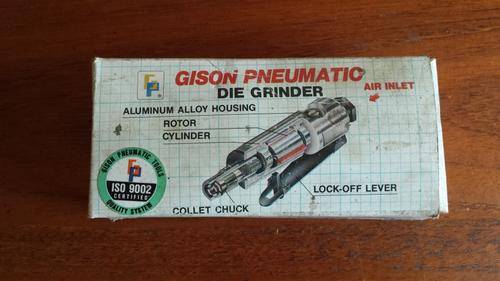 GISON PNEUMATIC
DIE GRINDER
AIR INLET
ALUMINUM ALLOY HOUSING
ROTOR
CYLINDER
GISON PNEUMATIC TOOLS
ISO 9002
CERTIFIED
QUALITY SYSTEM
LOCK-OFF LEVER
COLLET CHUCK